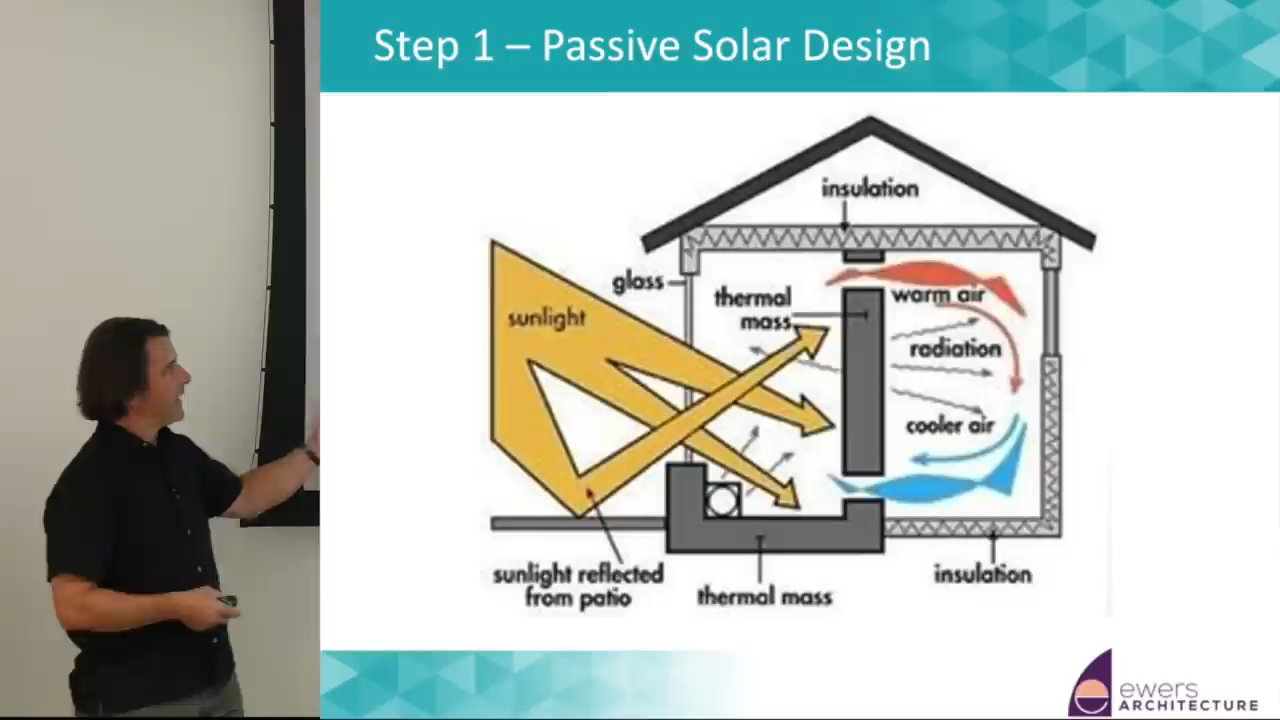 Step 1 – Passive Solar Design
insulation
glass
sunlight
thermal
mass
warm air
radiation
cooler air
sunlight reflected
from patio
thermal mass
insulation
ewers
ARCHITECTURE